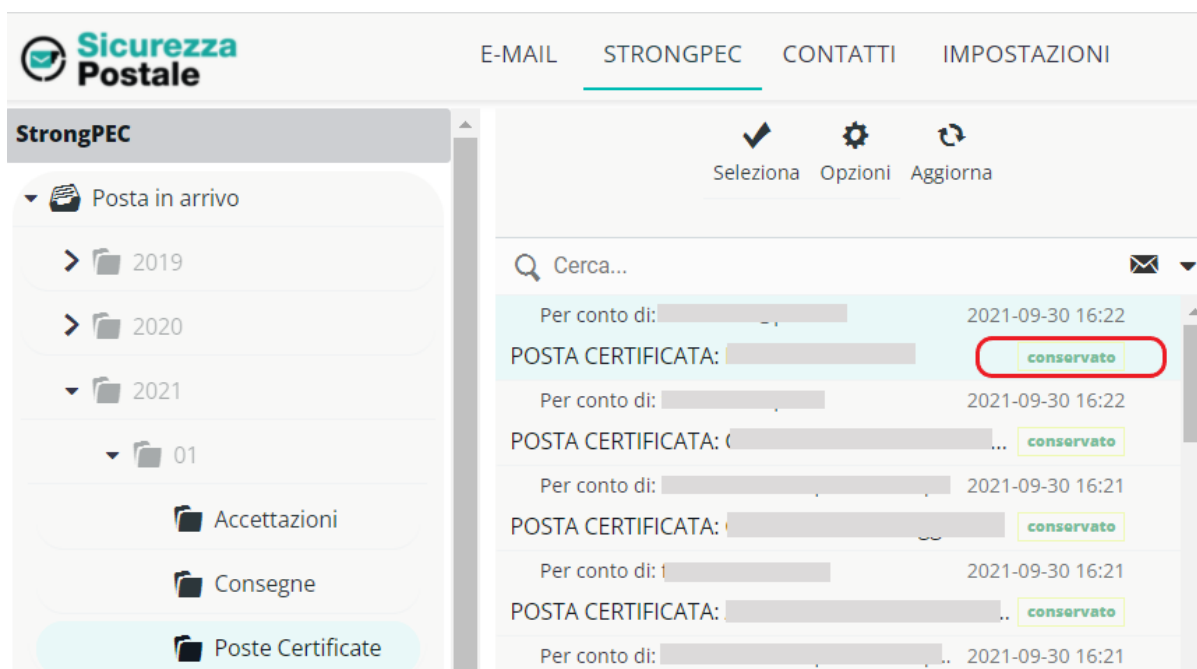 Sicurezza
Postale
E-MAIL STRONGPEC CONTATTI IMPOSTAZIONI
StrongPEC
Posta in arrivo
2019
2020
2021
01
Accettazioni
Consegne
Poste Certificate
Seleziona Opzioni Aggiorna
Cerca...
Per conto di: 2021-09-30 16:22
POSTA CERTIFICATA: conservato
Per conto di: 2021-09-30 16:22
POSTA CERTIFICATA: ... conservato
Per conto di: 2021-09-30 16:21
POSTA CERTIFICATA: conservato
Per conto di: 2021-09-30 16:21
POSTA CERTIFICATA: conservato
Per conto di: 2021-09-30 16:21